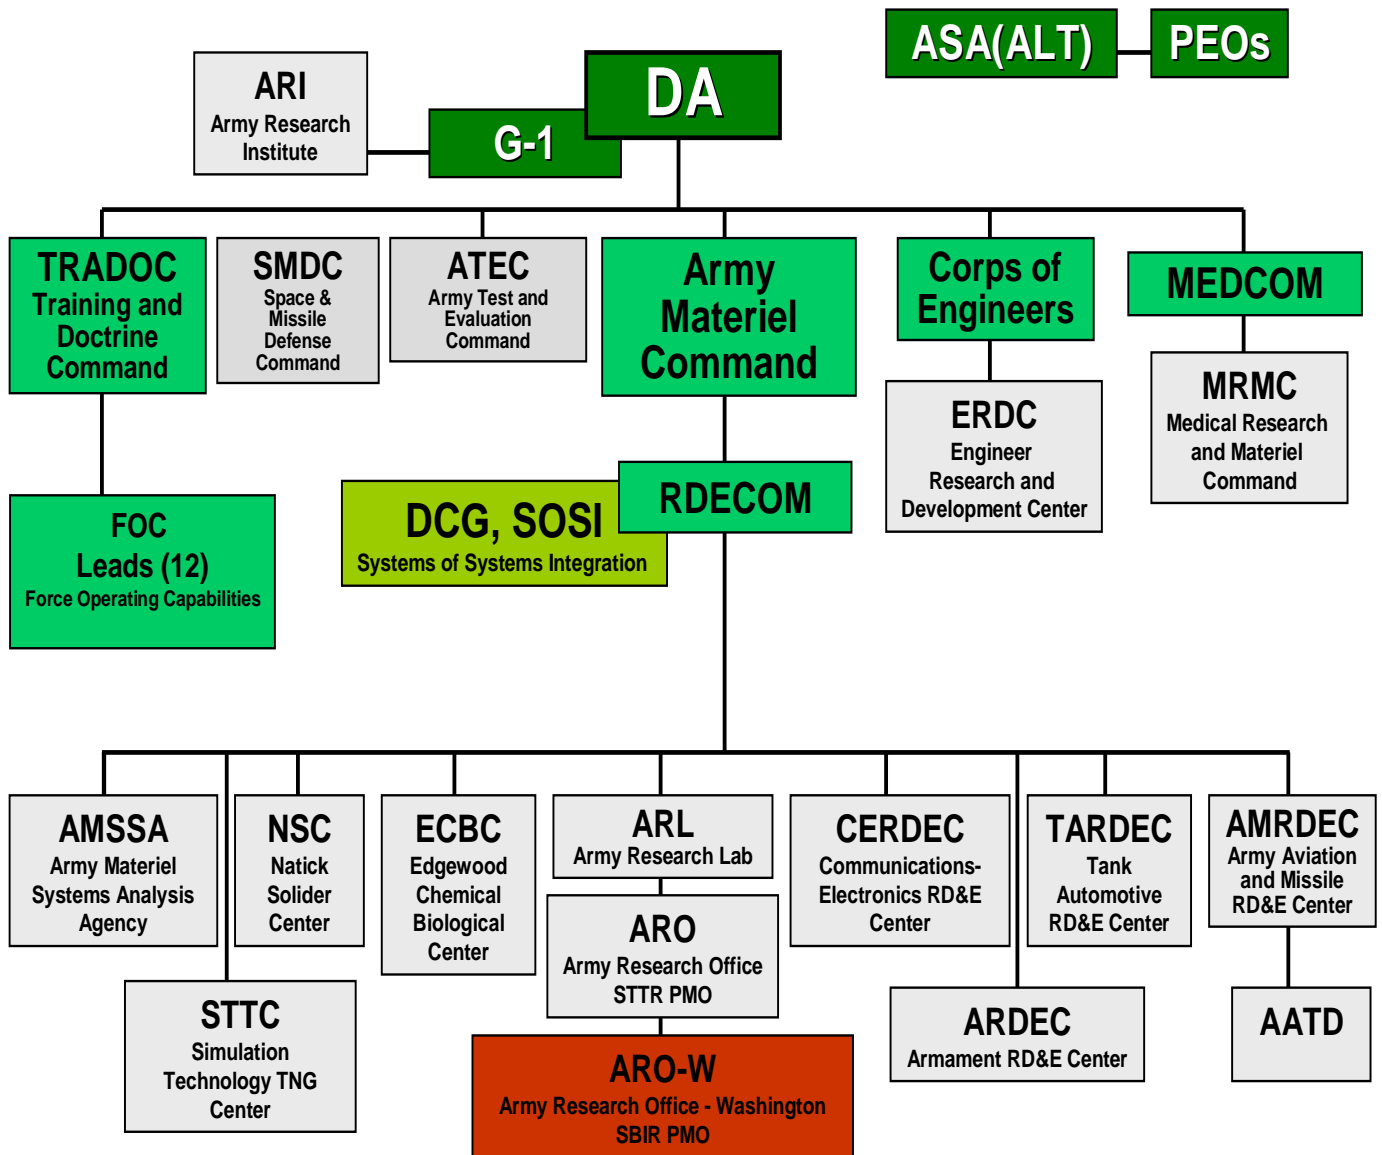 ASA(ALT)
PEOs
ARI
Army Research
Institute
G-1
DA
TRADOC
Training and
Doctrine
Command
SMDC
Space &
Missile
Defense
Command
ATEC
Army Test and
Evaluation
Command
Army
Materiel
Command
Corps of
Engineers
MEDCOM
ERDC
Engineer
Research and
Development Center
MRMC
Medical Research
and Materiel
Command
FOC
Leads (12)
Force Operating Capabilities
DCG, SOSI
Systems of Systems Integration
RDECOM
AMSSA
Army Materiel
Systems Analysis
Agency
NSC
Natick
Solider
Center
ECBC
Edgewood
Chemical
Biological
Center
ARL
Army Research Lab
CERDEC
Communications-
Electronics RD&E
Center
TARDEC
Tank
Automotive
RD&E Center
AMRDEC
Army Aviation
and Missile
RD&E Center
STTC
Simulation
Technology TNG
Center
ARO
Army Research Office
STTR PMO
ARDEC
Armament RD&E Center
AATD
ARO-W
Army Research Office - Washington
SBIR PMO